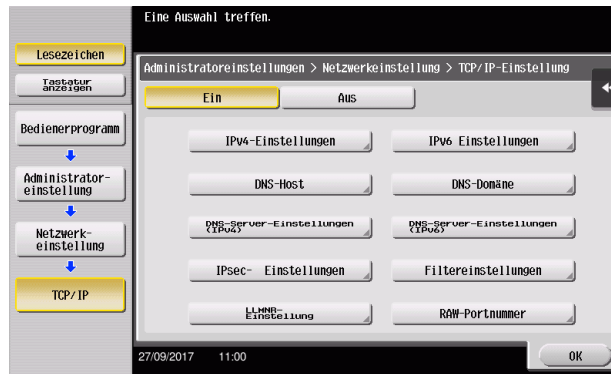 Eine Auswahl treffen.
Lesezeichen
Tastatur
anzeigen
Bedienerprogramm
Administrator-
einstellung
Netzwerk-
einstellung
TCP/IP
Administratoreinstellungen > Netzwerkeinstellung > TCP/IP-Einstellung
Ein
Aus
IPv4-Einstellungen
IPv6 Einstellungen
DNS-Host
DNS-Domäne
DNS-Server-Einstellungen
(IPv4)
DNS-Server-Einstellungen
(IPv6)
IPsec- Einstellungen
Filtereinstellungen
LLMNR-
Einstellung
RAW-Portnummer
27/09/2017 11:00
OK